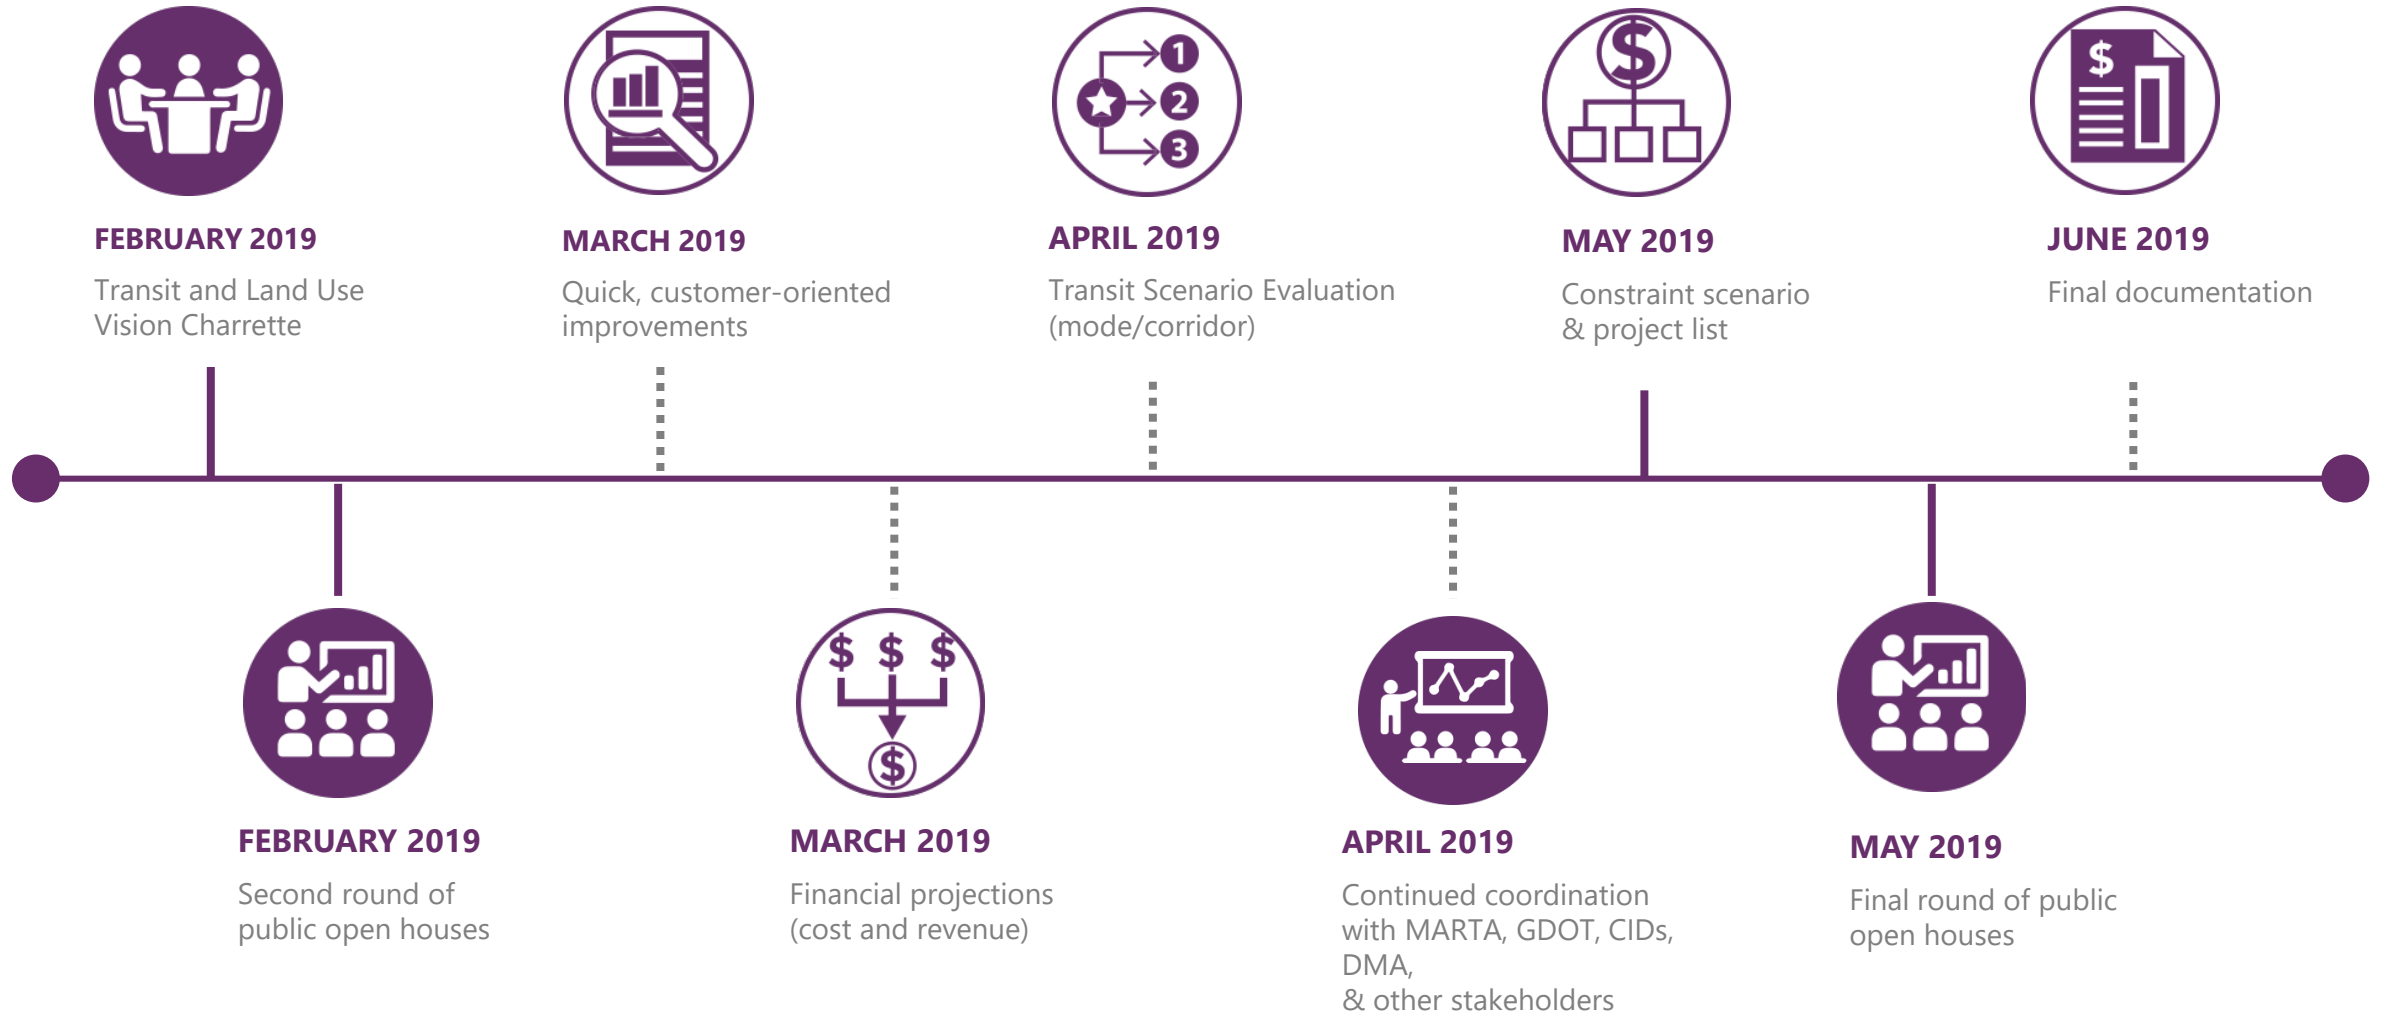 1
2
3
$
$
FEBRUARY 2019
Transit and Land Use
Vision Charrette
MARCH 2019
Quick, customer-oriented
improvements
APRIL 2019
Transit Scenario Evaluation
(mode/corridor)
MAY 2019
Constraint scenario
& project list
JUNE 2019
Final documentation
$ $ $
$
FEBRUARY 2019
Second round of
public open houses
MARCH 2019
Financial projections
(cost and revenue)
APRIL 2019
Continued coordination
with MARTA, GDOT, CIDs,
DMA,
& other stakeholders
MAY 2019
Final round of public
open houses